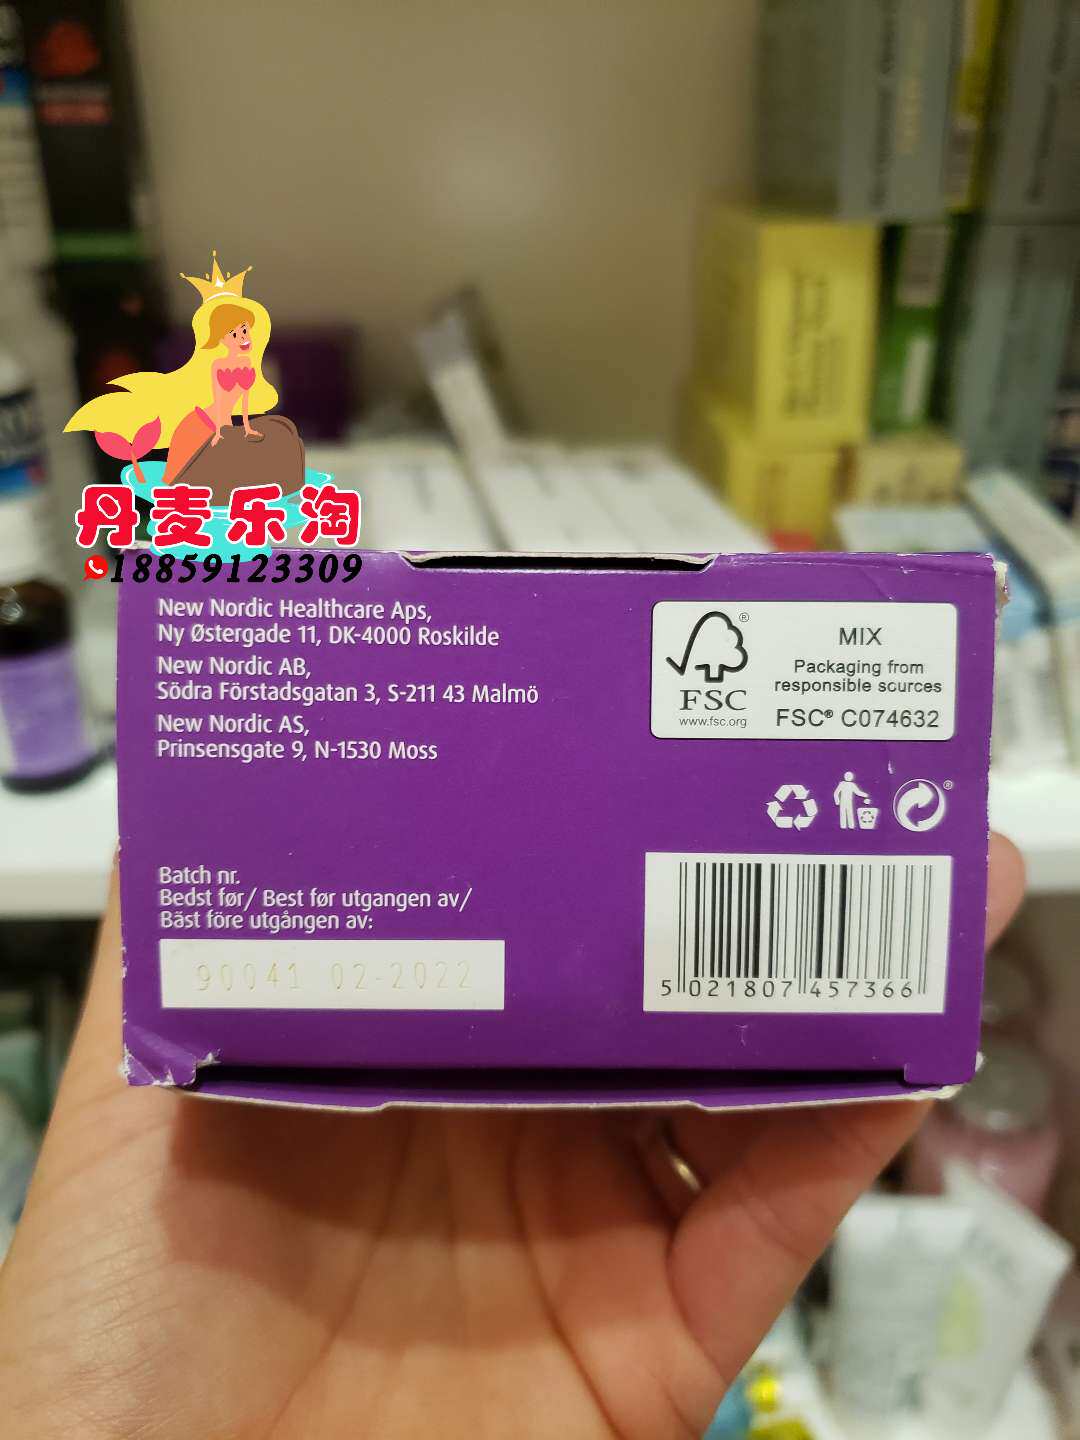 丹麦乐淘
18859123309
New Nordic Healthcare Aps,
Ny Østergade 11, DK-4000 Roskilde
New Nordic AB,
Södra Förstadsgatan 3, S-211 43 Malmö
New Nordic AS,
Prinsensgate 9, N-1530 Moss
FSC
®
www.fsc.org
MIX
Packaging from
responsible sources
FSC® C074632
®
Batch nr.
Bedst før/ Best før utgangen av/
Bäst före utgången av:
90041 02-2022
5 021807 457366